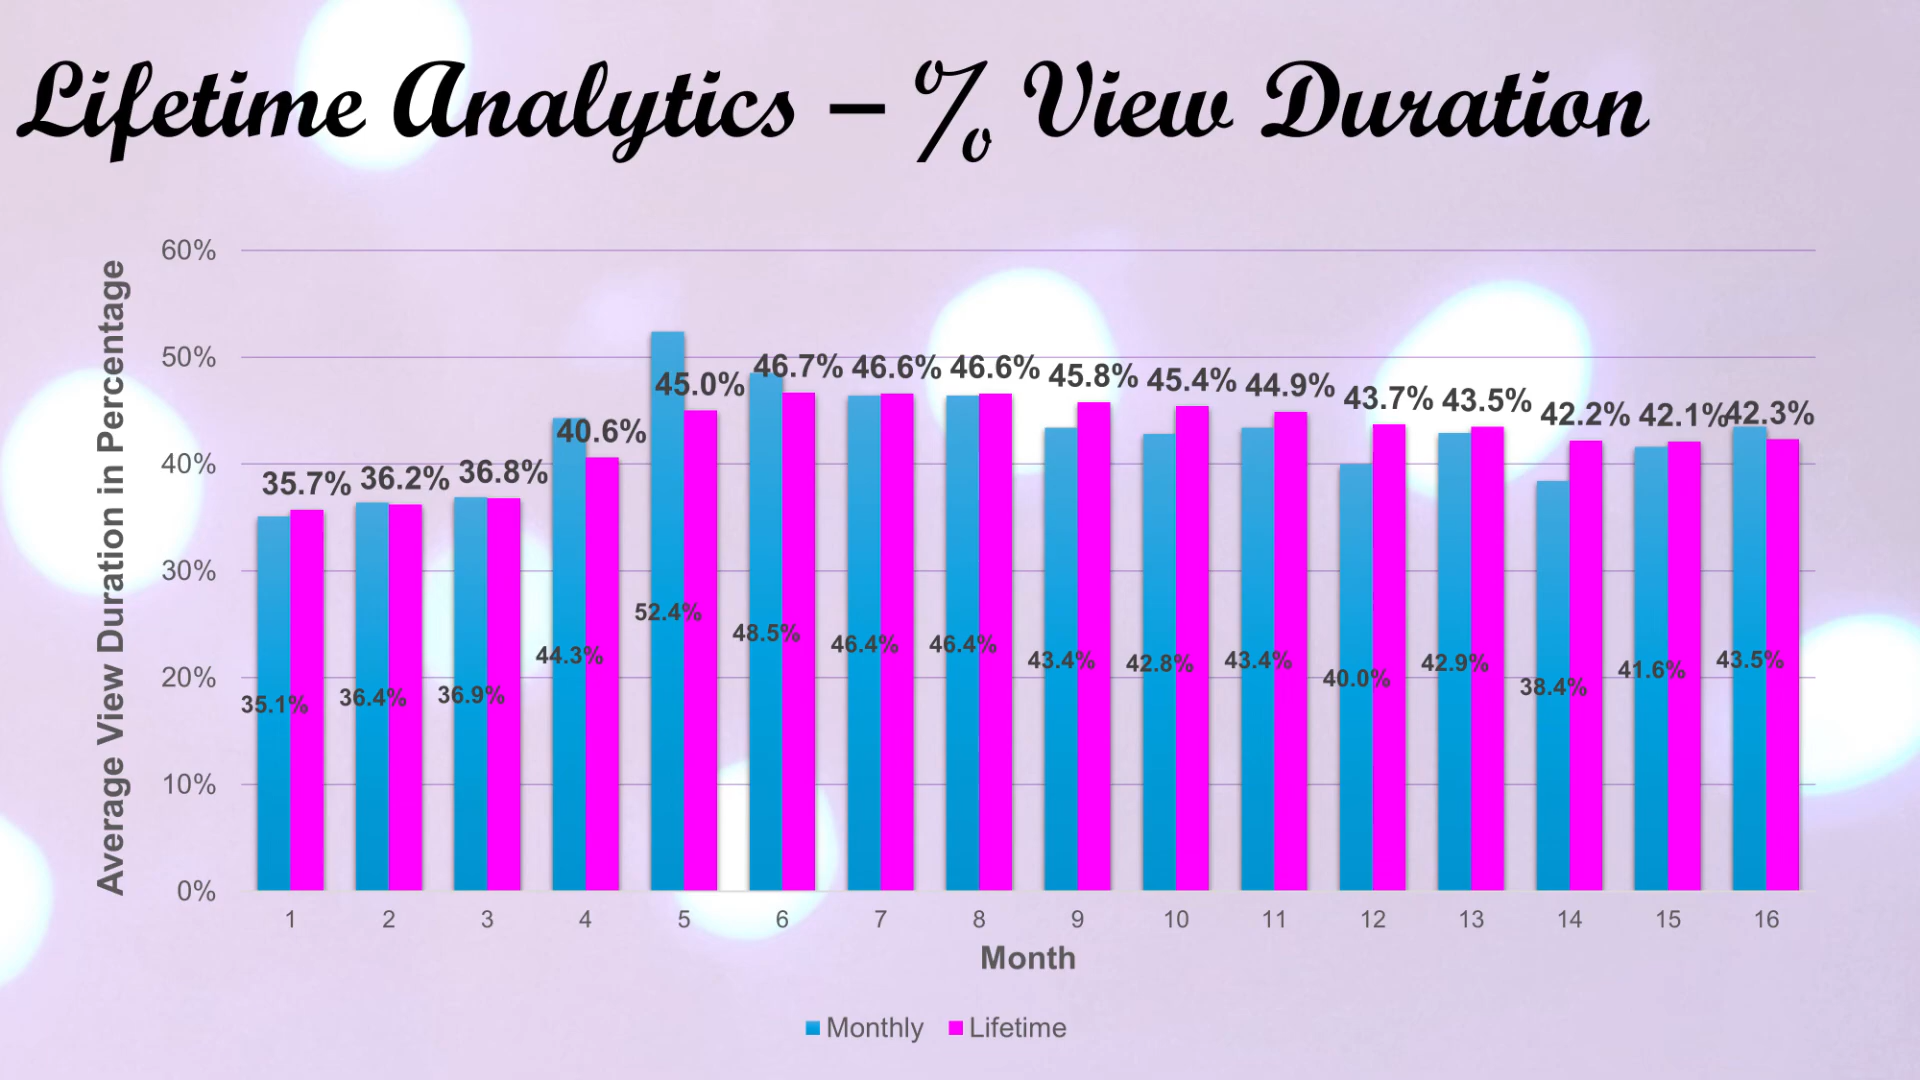 Lifetime Analytics – % View Duration
Average View Duration in Percentage
60%
50%
40%
30%
20%
10%
0%
35.7% 36.2% 36.8% 40.6% 45.0% 46.7% 46.6% 46.6% 45.8% 45.4% 44.9% 43.7% 43.5% 42.2% 42.1% 42.3%
35.1% 36.4% 36.9% 44.3% 52.4% 48.5% 46.4% 46.4% 43.4% 42.8% 43.4% 40.0% 42.9% 38.4% 41.6% 43.5%
1 2 3 4 5 6 7 8 9 10 11 12 13 14 15 16
Month
Monthly Lifetime